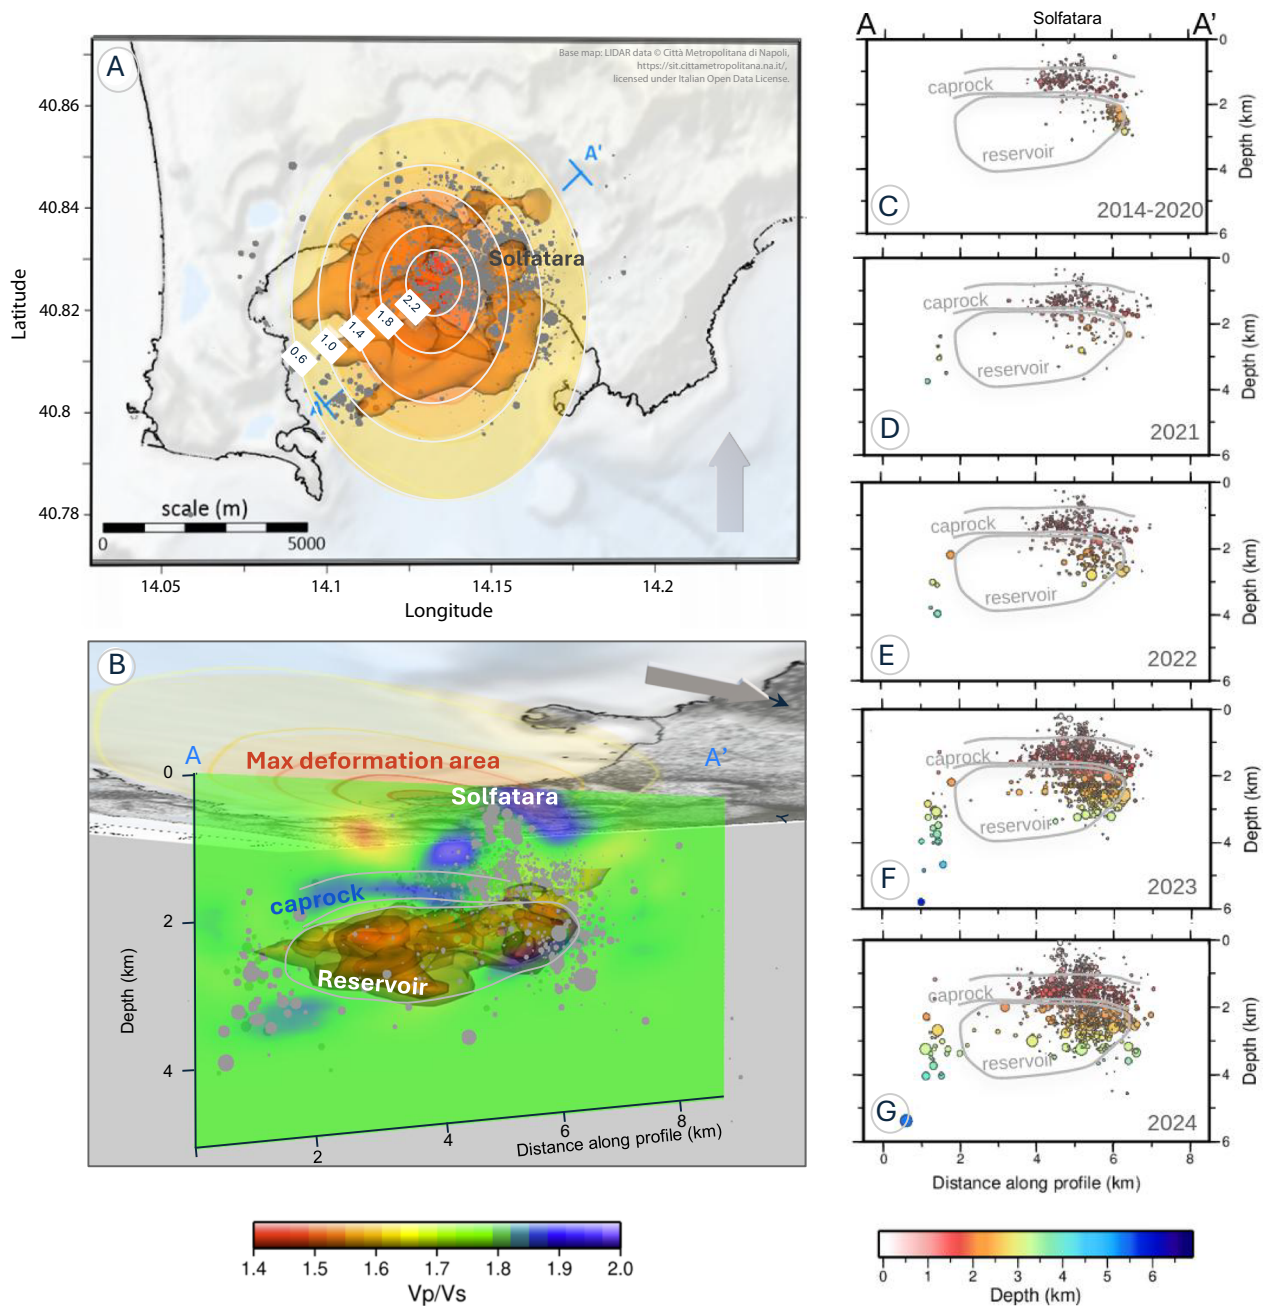 A
Base map: LIDAR data © Città Metropolitana di Napoli,
https://sit.cittametropolitana.na.it/,
licensed under Italian Open Data License.
40.86
40.84
40.82
40.8
40.78
Latitude
A'
Solfatara
2.2
1.8
1.4
1.0
0.6
A
scale (m)
0 5000
14.05 14.1 14.15 14.2
Longitude
B
A
A'
Max deformation area
Solfatara
caprock
Reservoir
0
2
4
Depth (km)
2 4 6 8
Distance along profile (km)
1.4 1.5 1.6 1.7 1.8 1.9 2.0
Vp/Vs
A Solfatara A'
caprock
reservoir
C
2014-2020
0
2
4
6
Depth (km)
caprock
reservoir
D
2021
0
2
4
6
Depth (km)
caprock
reservoir
E
2022
0
2
4
6
Depth (km)
caprock
reservoir
F
2023
0
2
4
6
Depth (km)
caprock
reservoir
G
2024
0
2
4
6
Depth (km)
0 2 4 6 8
Distance along profile (km)
0 1 2 3 4 5 6
Depth (km)